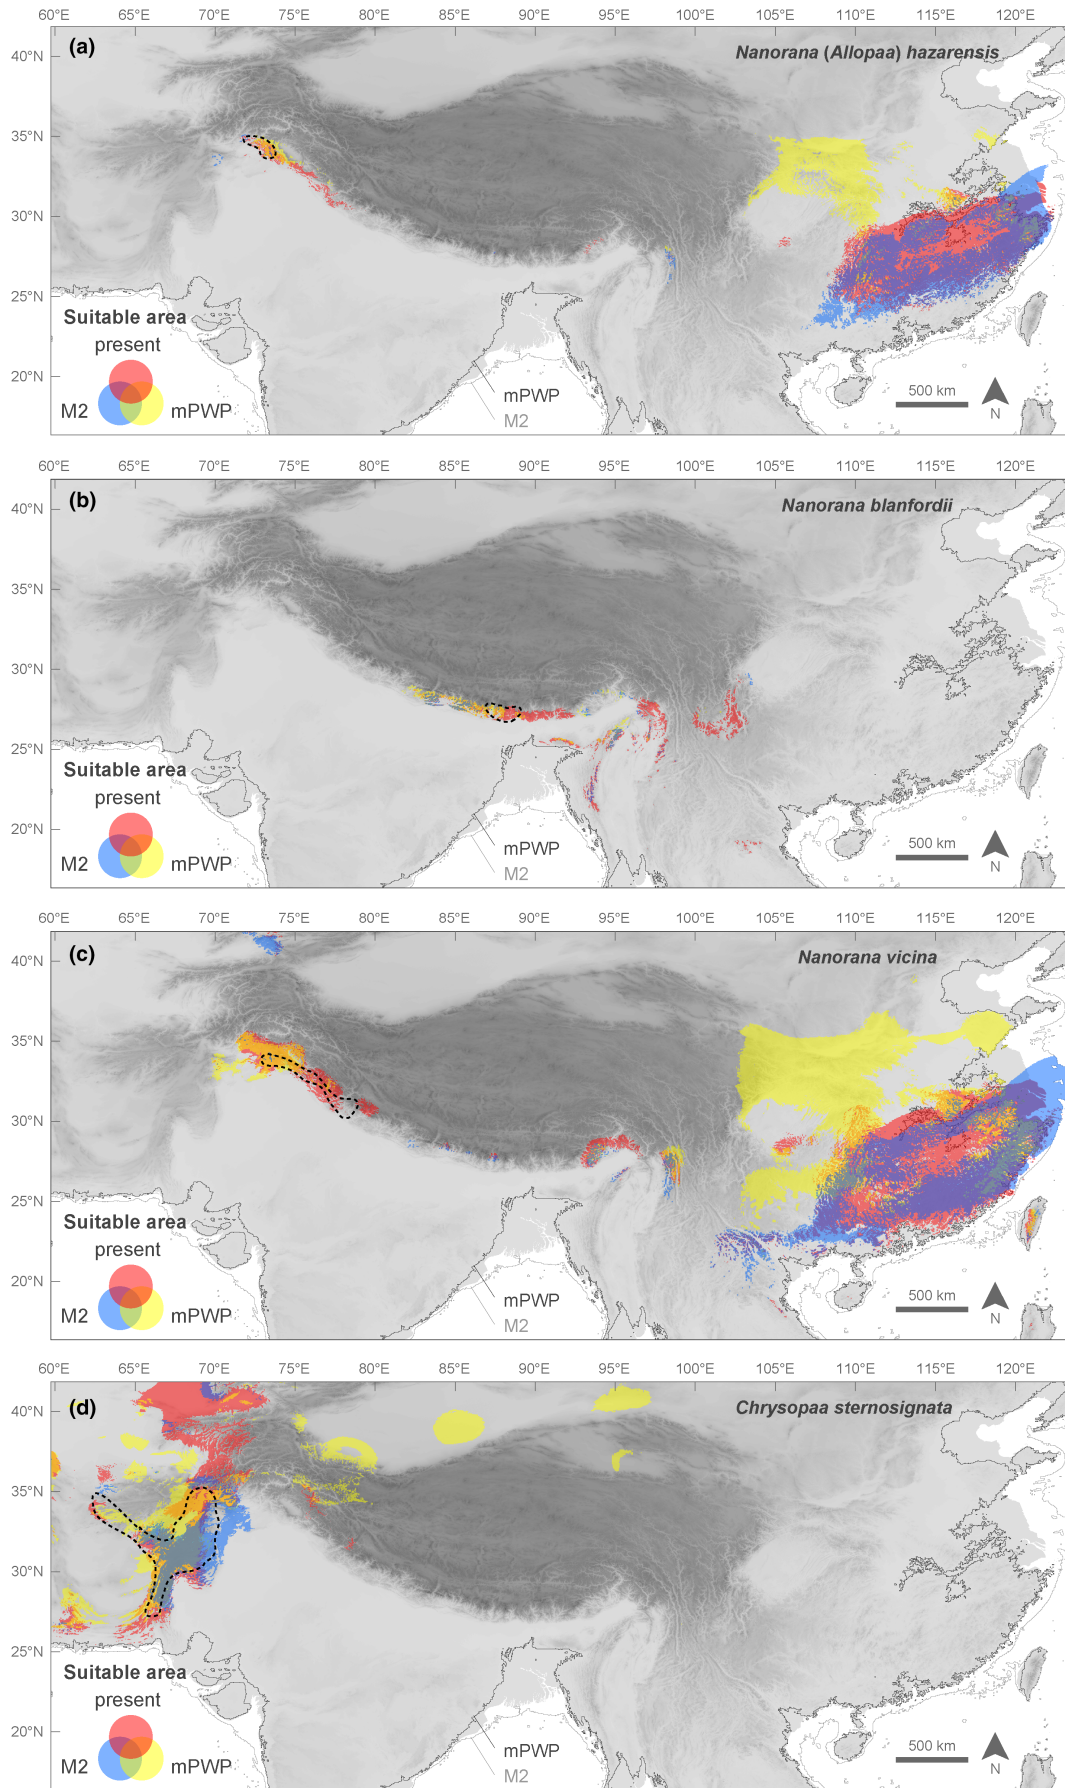 60°E 65°E 70°E 75°E 80°E 85°E 90°E 95°E 100°E 105°E 110°E 115°E 120°E
(a)
Nanorana (Allopaa) hazarensis
40°N
35°N
30°N
25°N
20°N
Suitable area
present
M2 mPWP
mPWP
M2
500 km
N
60°E 65°E 70°E 75°E 80°E 85°E 90°E 95°E 100°E 105°E 110°E 115°E 120°E
(b)
Nanorana blanfordii
40°N
35°N
30°N
25°N
20°N
Suitable area
present
M2 mPWP
mPWP
M2
500 km
N
60°E 65°E 70°E 75°E 80°E 85°E 90°E 95°E 100°E 105°E 110°E 115°E 120°E
(c)
Nanorana vicina
40°N
35°N
30°N
25°N
20°N
Suitable area
present
M2 mPWP
mPWP
M2
500 km
N
60°E 65°E 70°E 75°E 80°E 85°E 90°E 95°E 100°E 105°E 110°E 115°E 120°E
(d)
Chrysopaa sternosignata
40°N
35°N
30°N
25°N
20°N
Suitable area
present
M2 mPWP
mPWP
M2
500 km
N